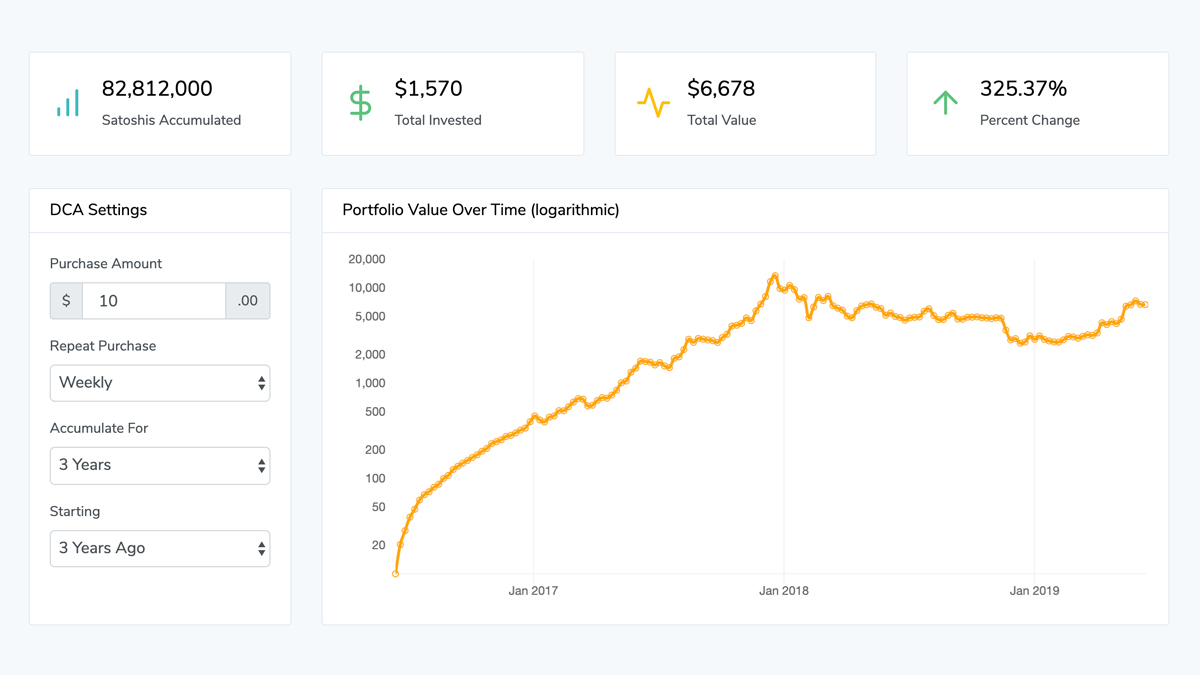 82,812,000
Satoshis Accumulated
$1,570
Total Invested
$6,678
Total Value
325.37%
Percent Change
DCA Settings
Purchase Amount
$ 10 .00
Repeat Purchase
Weekly
Accumulate For
3 Years
Starting
3 Years Ago
Portfolio Value Over Time (logarithmic)
20,000
10,000
5,000
2,000
1,000
500
200
100
50
20
Jan 2017 Jan 2018 Jan 2019